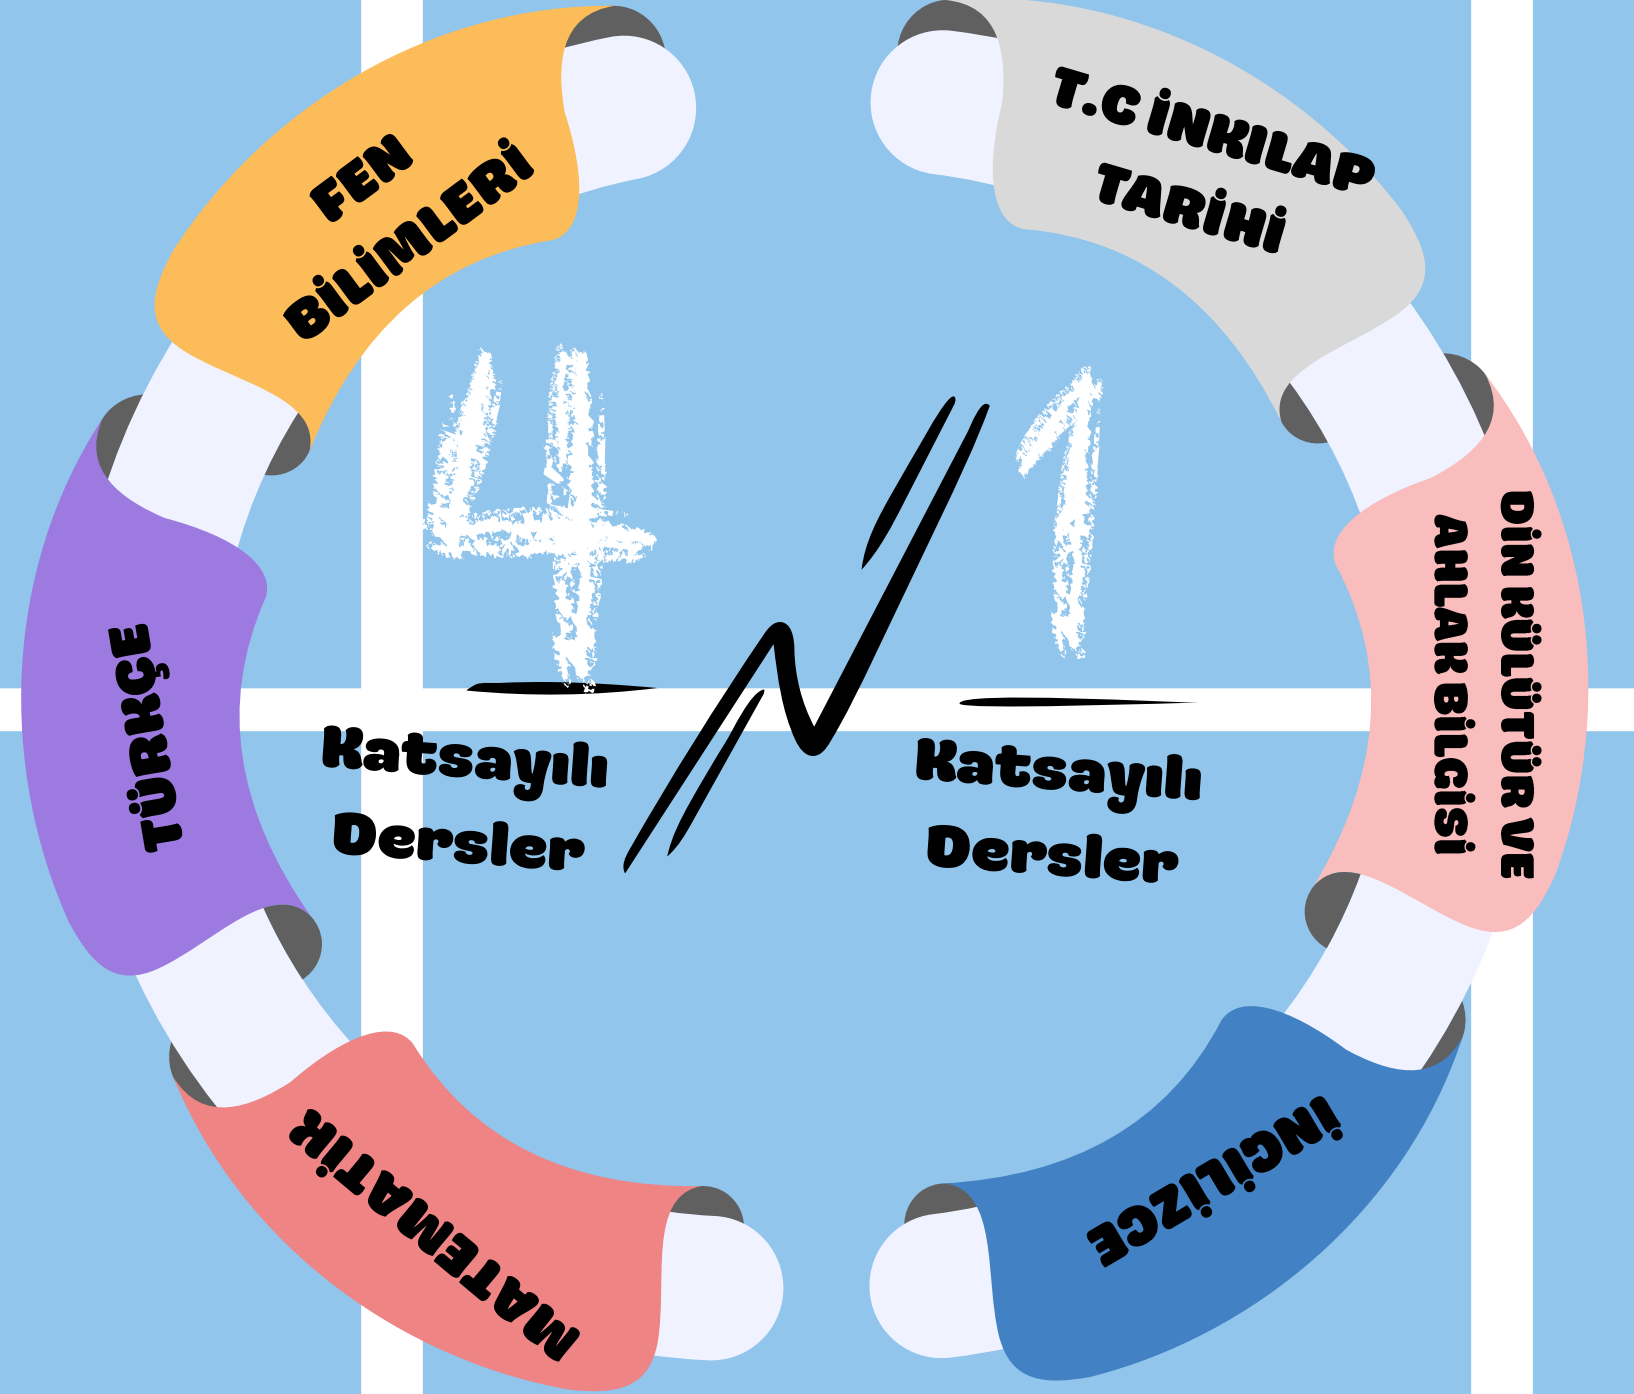 FEN
BİLİMLERİ
TÜRKÇE
MATEMATİK
4
Katsayılı
Dersler
1
Katsayılı
Dersler
T.C İNKILAP
TARİHİ
DİN KÜLÜTÜR VE
AHLAK BİLGİSİ
İNGİLİZCE